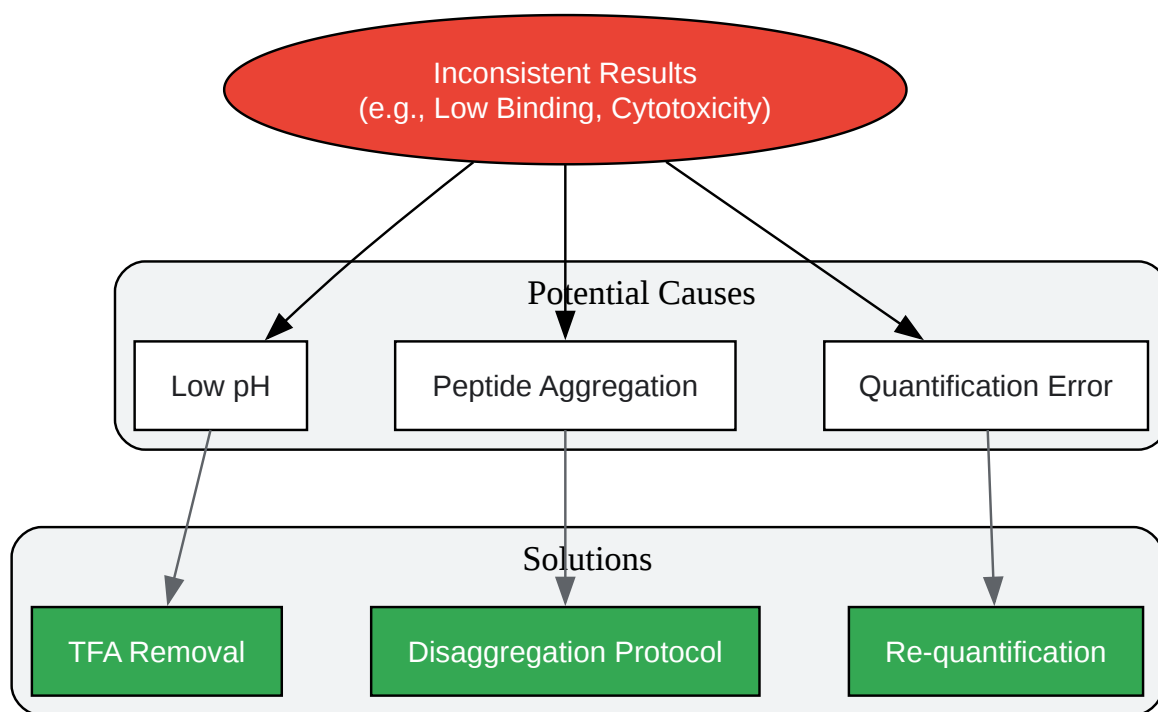 Inconsistent Results
(e.g., Low Binding, Cytotoxicity)
Potential Causes
Low pH
Peptide Aggregation
Quantification Error
Solutions
TFA Removal
Disaggregation Protocol
Re-quantification